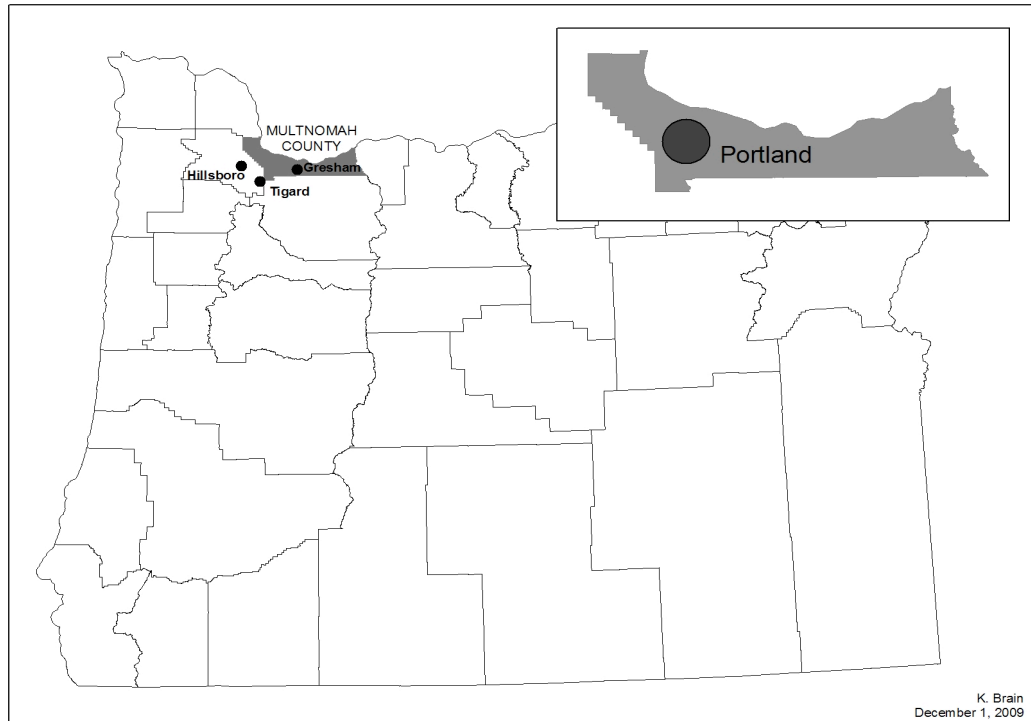 MULTNOMAH
COUNTY
Gresham
Hillsboro
Tigard
Portland
K. Brain
December 1, 2009